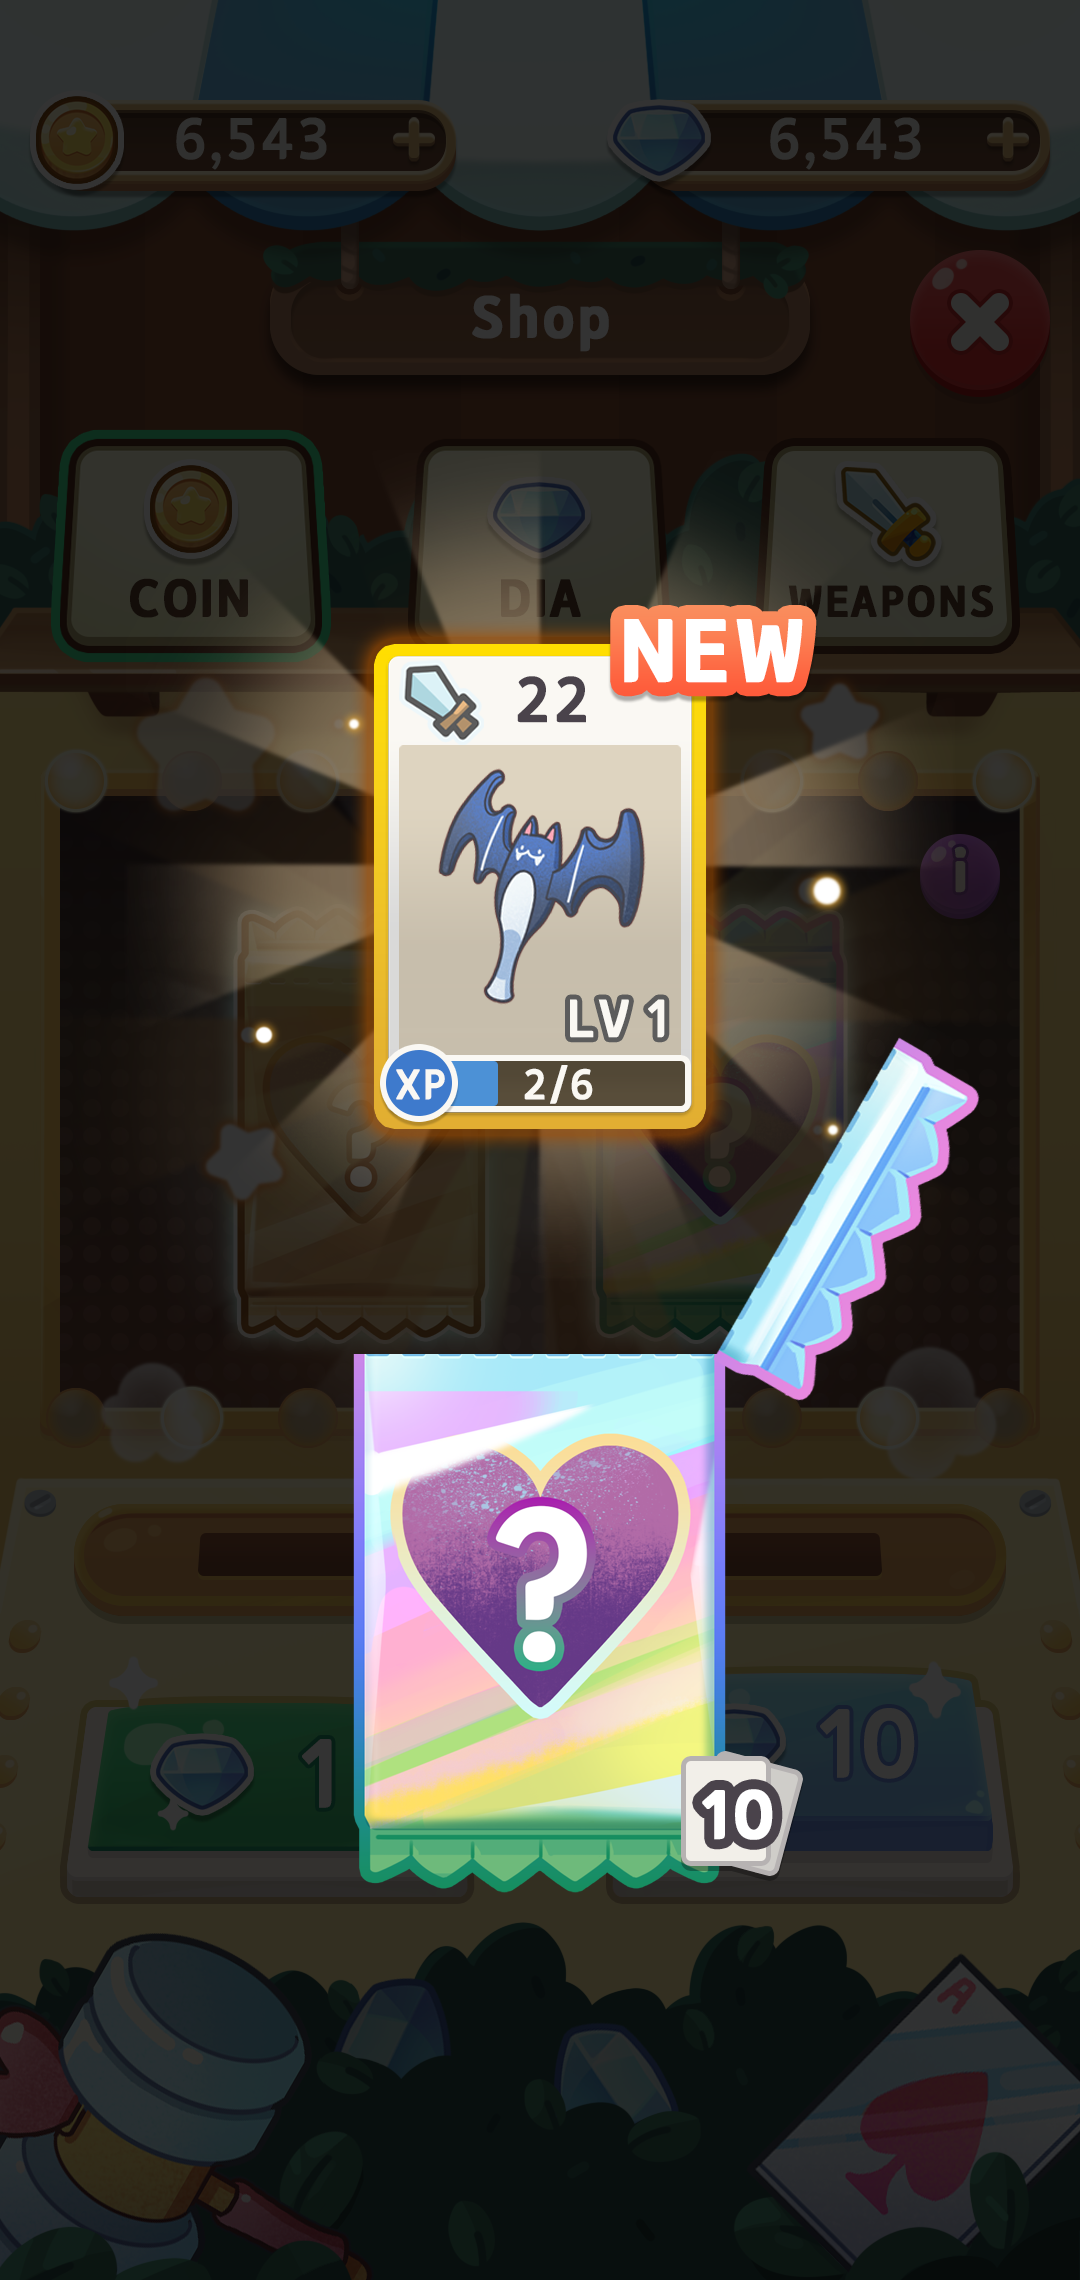 6,543 +
6,543 +
Shop
COIN
DIA
WEAPONS
NEW
22
i
LV 1
XP
2/6
?
?
?
1
10
10
A